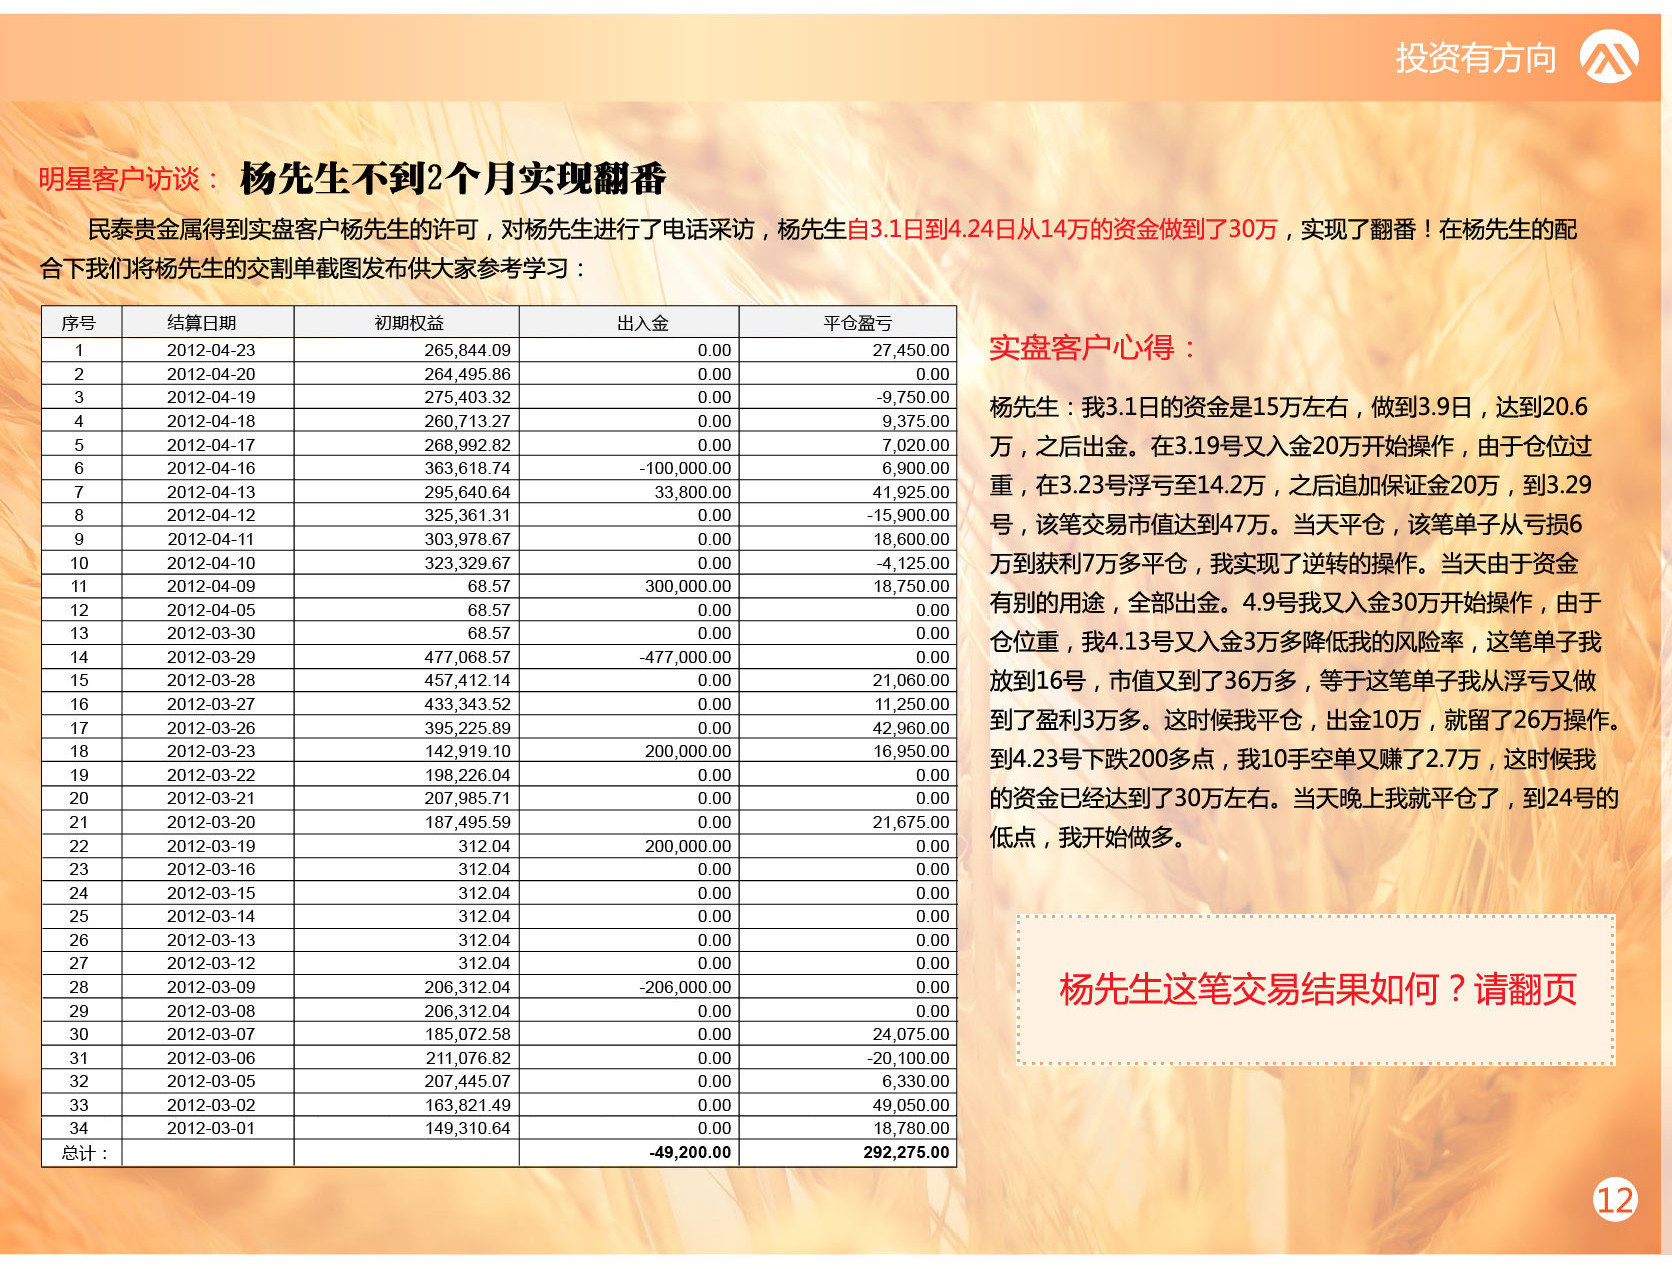 投资有方向
明星客户访谈： 杨先生不到2个月实现翻番
民泰贵金属得到实盘客户杨先生的许可，对杨先生进行了电话采访，杨先生自3.1日到4.24日从14万的资金做到了30万，实现了翻番！在杨先生的配
合下我们将杨先生的交割单截图发布供大家参考学习：
序号 结算日期 初期权益 出入金 平仓盈亏
1 2012-04-23 265,844.09 0.00 27,450.00
2 2012-04-20 264,495.86 0.00 0.00
3 2012-04-19 275,403.32 0.00 -9,750.00
4 2012-04-18 260,713.27 0.00 9,375.00
5 2012-04-17 268,992.82 0.00 7,020.00
6 2012-04-16 363,618.74 -100,000.00 6,900.00
7 2012-04-13 295,640.64 33,800.00 41,925.00
8 2012-04-12 325,361.31 0.00 -15,900.00
9 2012-04-11 303,978.67 0.00 18,600.00
10 2012-04-10 323,329.67 0.00 -4,125.00
11 2012-04-09 68.57 300,000.00 18,750.00
12 2012-04-05 68.57 0.00 0.00
13 2012-03-30 68.57 0.00 0.00
14 2012-03-29 477,068.57 -477,000.00 0.00
15 2012-03-28 457,412.14 0.00 21,060.00
16 2012-03-27 433,343.52 0.00 11,250.00
17 2012-03-26 395,225.89 0.00 42,960.00
18 2012-03-23 142,919.10 200,000.00 16,950.00
19 2012-03-22 198,226.04 0.00 0.00
20 2012-03-21 207,985.71 0.00 0.00
21 2012-03-20 187,495.59 0.00 21,675.00
22 2012-03-19 312.04 200,000.00 0.00
23 2012-03-16 312.04 0.00 0.00
24 2012-03-15 312.04 0.00 0.00
25 2012-03-14 312.04 0.00 0.00
26 2012-03-13 312.04 0.00 0.00
27 2012-03-12 312.04 0.00 0.00
28 2012-03-09 206,312.04 -206,000.00 0.00
29 2012-03-08 206,312.04 0.00 0.00
30 2012-03-07 185,072.58 0.00 24,075.00
31 2012-03-06 211,076.82 0.00 -20,100.00
32 2012-03-05 207,445.07 0.00 6,330.00
33 2012-03-02 163,821.49 0.00 49,050.00
34 2012-03-01 149,310.64 0.00 18,780.00
总计： -49,200.00 292,275.00
实盘客户心得：
杨先生：我3.1日的资金是15万左右，做到3.9日，达到20.6
万，之后出金。在3.19号又入金20万开始操作，由于仓位过
重，在3.23号浮亏至14.2万，之后追加保证金20万，到3.29
号，该笔交易市值达到47万。当天平仓，该笔单子从亏损6
万到获利7万多平仓，我实现了逆转的操作。当天由于资金
有别的用途，全部出金。4.9号我又入金30万开始操作，由于
仓位重，我4.13号又入金3万多降低我的风险率，这笔单子我
放到16号，市值又到了36万多，等于这笔单子我从浮亏又做
到了盈利3万多。这时候我平仓，出金10万，就留了26万操作。
到4.23号下跌200多点，我10手空单又赚了2.7万，这时候我
的资金已经达到了30万左右。当天晚上我就平仓了，到24号的
低点，我开始做多。
杨先生这笔交易结果如何？请翻页
12